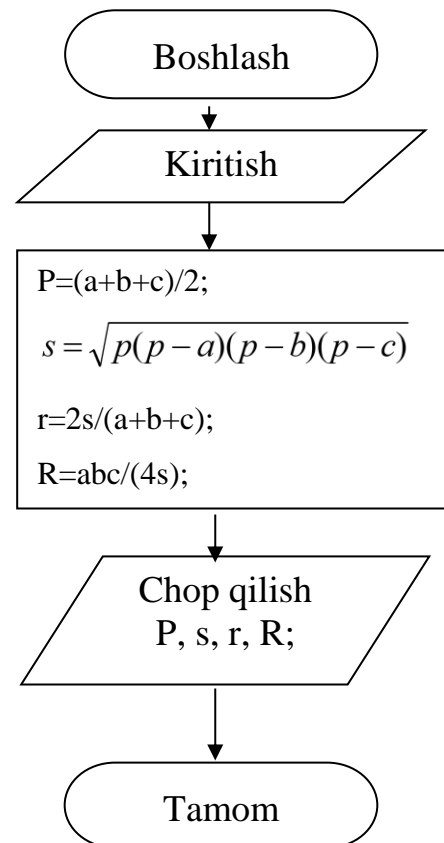 Boshlash
Kiritish
P=(a+b+c)/2;
s = √p(p − a)(p − b)(p − c)
r=2s/(a+b+c);
R=abc/(4s);
Chop qilish
P, s, r, R;
Tamom